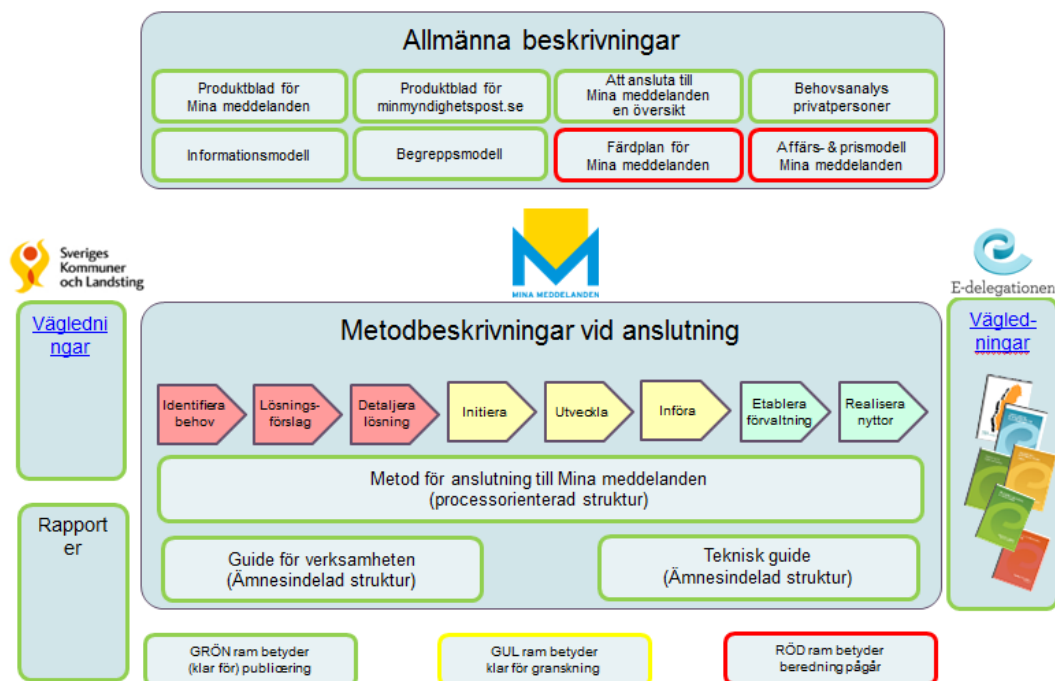 Allmänna beskrivningar
Produktblad för
Mina meddelanden
Produktblad för
minmyndighetspost.se
Att ansluta till
Mina meddelanden
en översikt
Behovsanalys
privatpersoner
Informationsmodell
Begreppsmodell
Färdplan för
Mina meddelanden
Affärs- & prismodell
Mina meddelanden
Sveriges
Kommuner
och Landsting
MINA MEDDELANDEN
E-delegationen
Vägledni
ngar
Rapport
er
Metodbeskrivningar vid anslutning
Identifiera
behov
Lösnings-
förslag
Detaljera
lösning
Initiera
Utveckla
Införa
Etablera
förvaltning
Realisera
nyttor
Metod för anslutning till Mina meddelanden
(processorienterad struktur)
Guide för verksamheten
(Ämnesindelad struktur)
Teknisk guide
(Ämnesindelad struktur)
Vägled-
ningar
GRÖN ram betyder
(klar för) publicering
GUL ram betyder
klar för granskning
RÖD ram betyder
beredning pågår